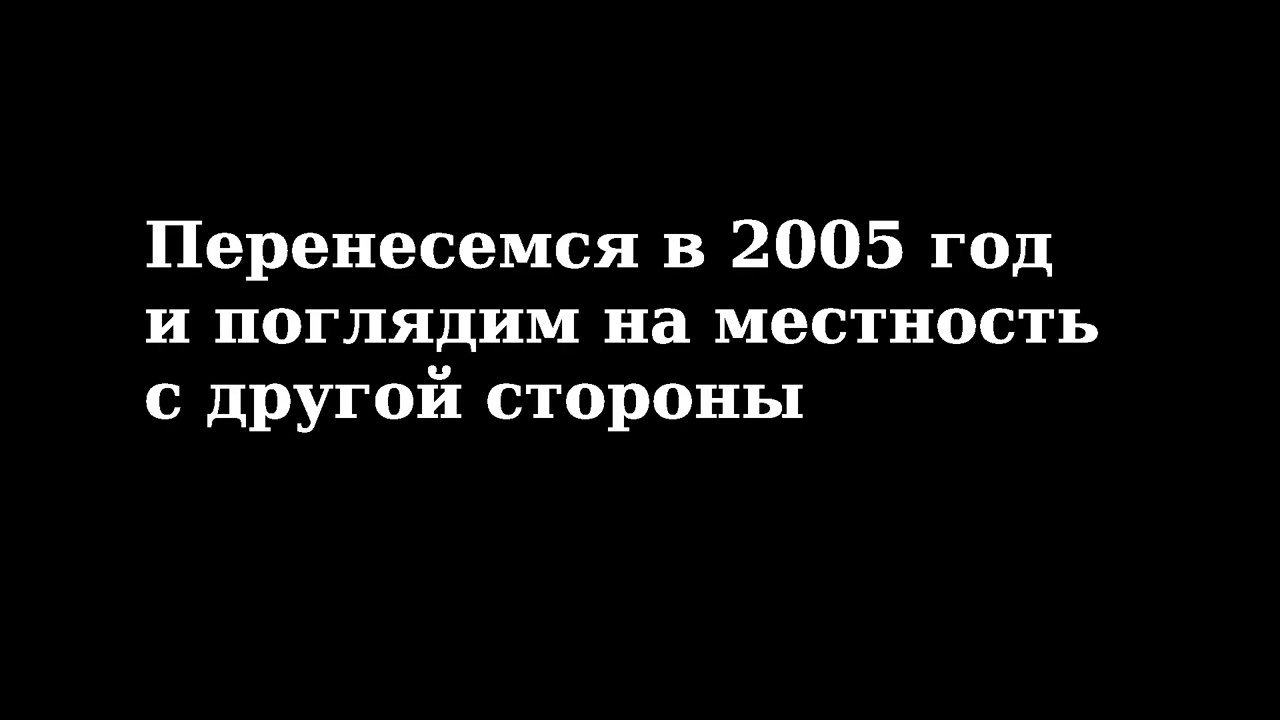 Перенесемся в 2005 год
и поглядим на местность
с другой стороны